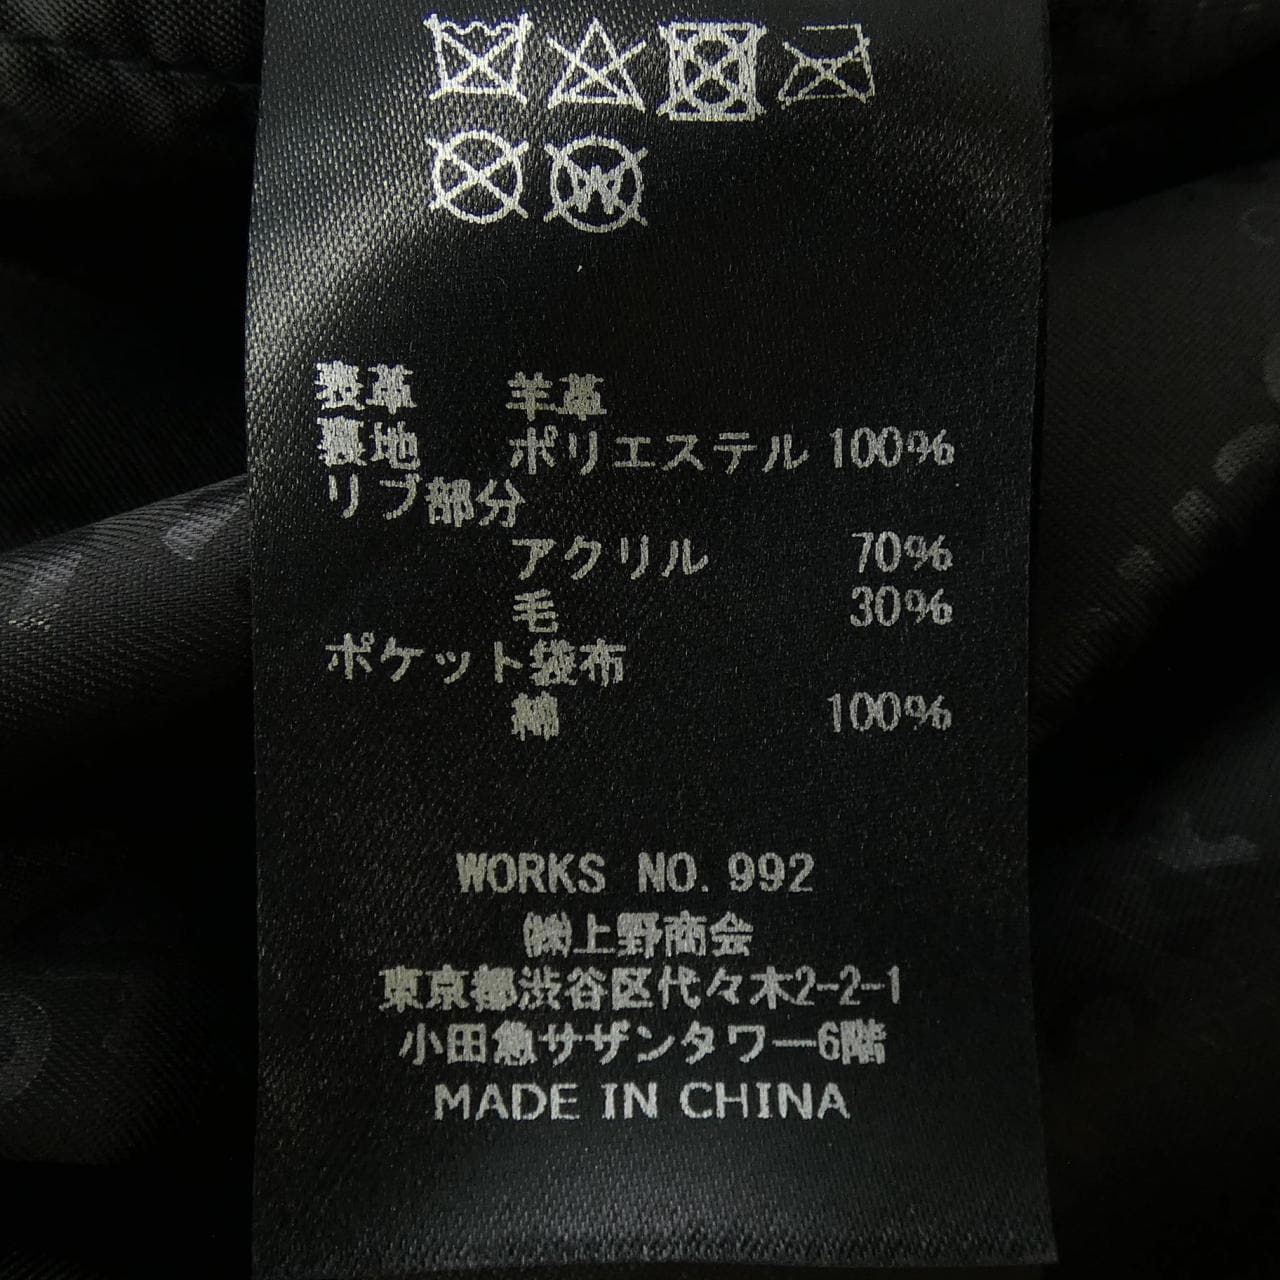 表革 羊革
裏地 ポリエステル 100%
リブ部分
アクリル 70%
毛 30%
ポケット袋布
綿 100%
WORKS NO. 992
㈱上野商会
東京都渋谷区代々木2-2-1
小田急サザンタワー6階
MADE IN CHINA